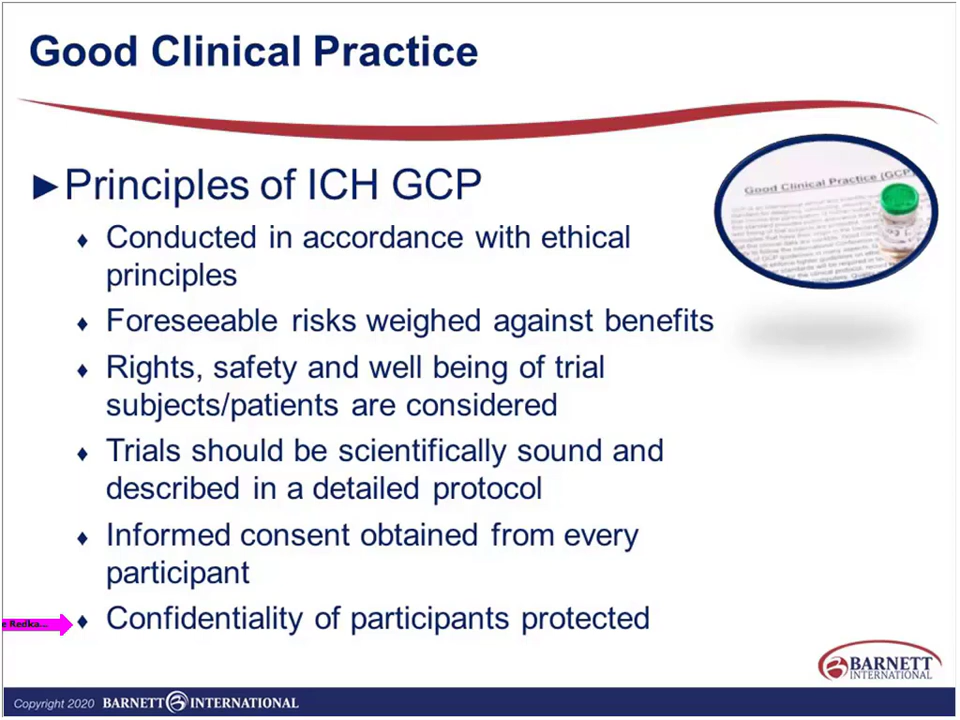 Good Clinical Practice
►Principles of ICH GCP
♦ Conducted in accordance with ethical
principles
♦ Foreseeable risks weighed against benefits
♦ Rights, safety and well being of trial
subjects/patients are considered
♦ Trials should be scientifically sound and
described in a detailed protocol
♦ Informed consent obtained from every
participant
♦ Confidentiality of participants protected
e Redka...
Good Clinical Practice (GCP)
BARNETT
INTERNATIONAL
Copyright 2020 BARNETT INTERNATIONAL